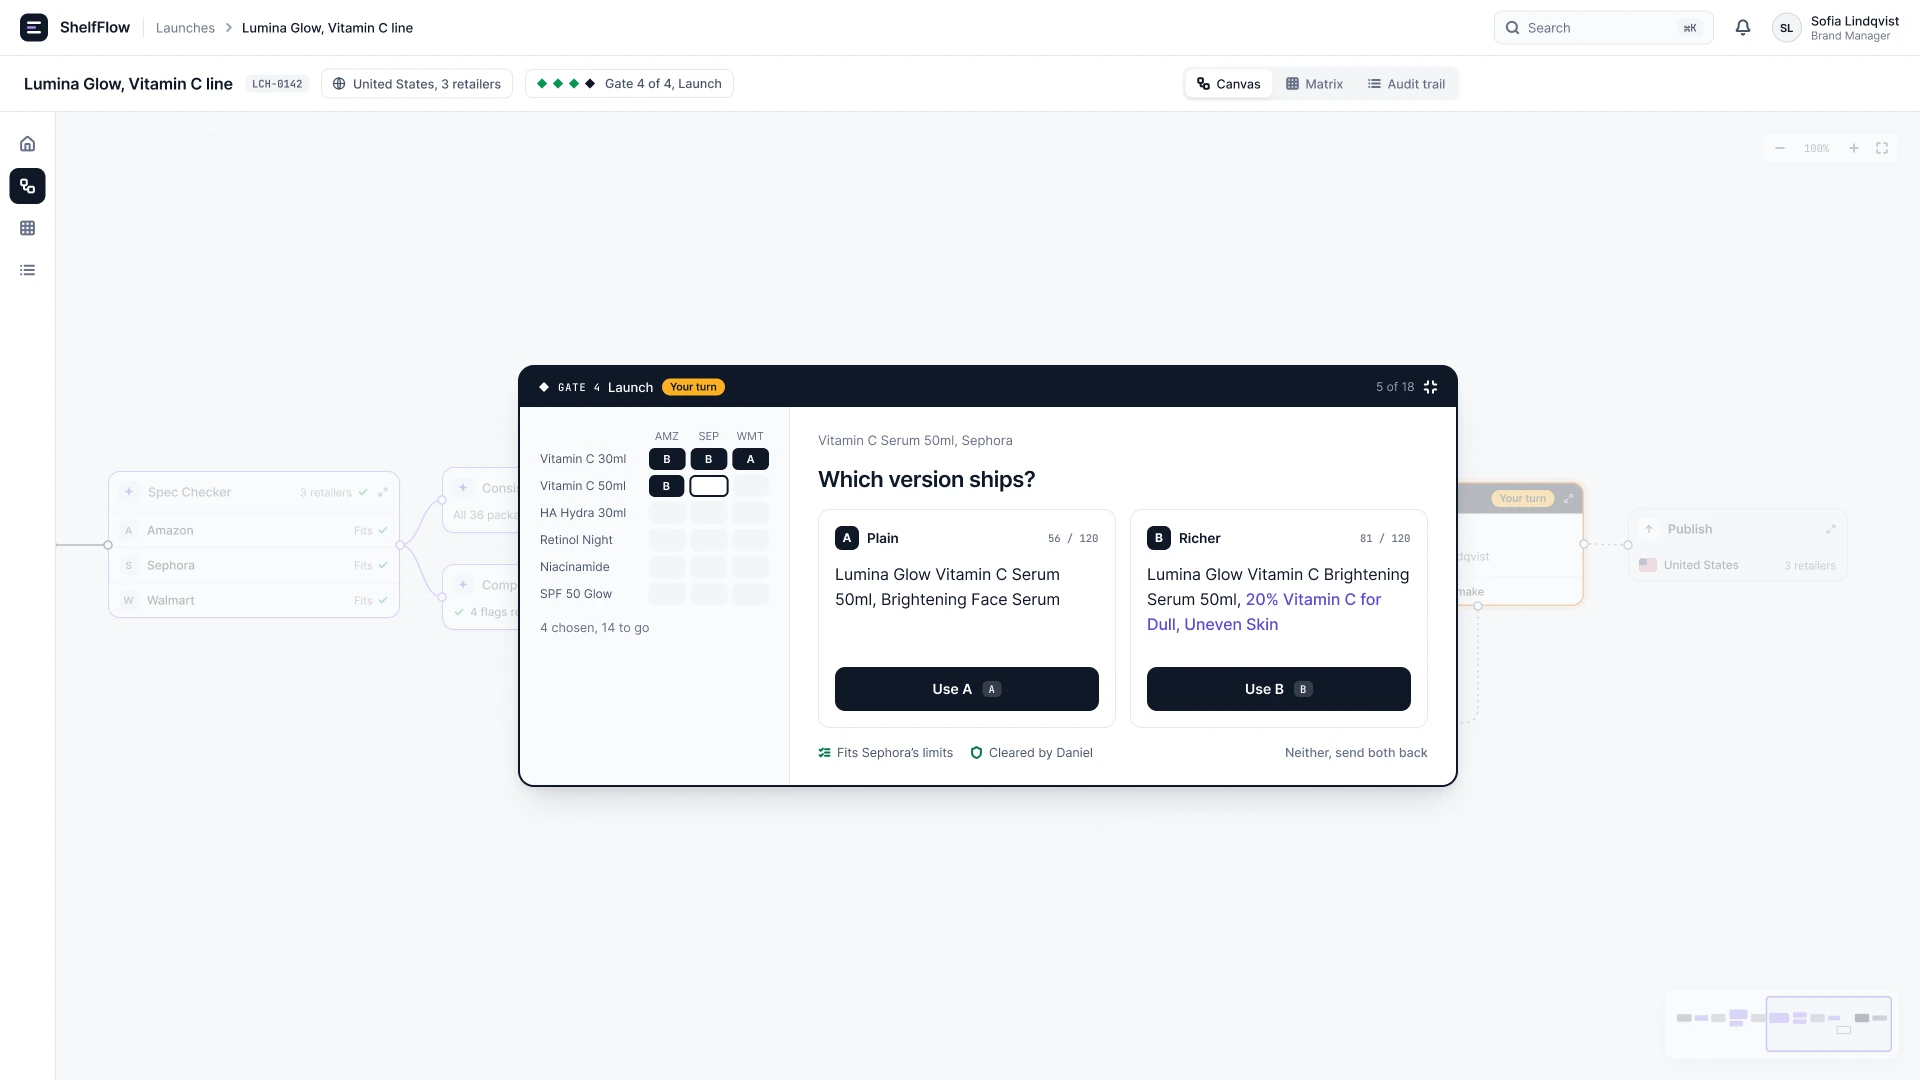 ShelfFlow
Launches
Lumina Glow, Vitamin C line
Search
⌘K
SL
Sofia Lindqvist
Brand Manager
Lumina Glow, Vitamin C line
LCH-0142
United States, 3 retailers
Gate 4 of 4, Launch
Canvas
Matrix
Audit trail
100%
Spec Checker
3 retailers
A Amazon Fits
S Sephora Fits
W Walmart Fits
All 36
4 flags
GATE 4 Launch Your turn
5 of 18
AMZ SEP WMT
Vitamin C 30ml B B A
Vitamin C 50ml B
HA Hydra 30ml
Retinol Night
Niacinamide
SPF 50 Glow
4 chosen, 14 to go
Vitamin C Serum 50ml, Sephora
Which version ships?
A Plain 56 / 120
Lumina Glow Vitamin C Serum
50ml, Brightening Face Serum
Use A A
B Richer 81 / 120
Lumina Glow Vitamin C Brightening
Serum 50ml, 20% Vitamin C for
Dull, Uneven Skin
Use B B
Fits Sephora's limits
Cleared by Daniel
Neither, send both back
Your turn
make
Publish
United States
3 retailers